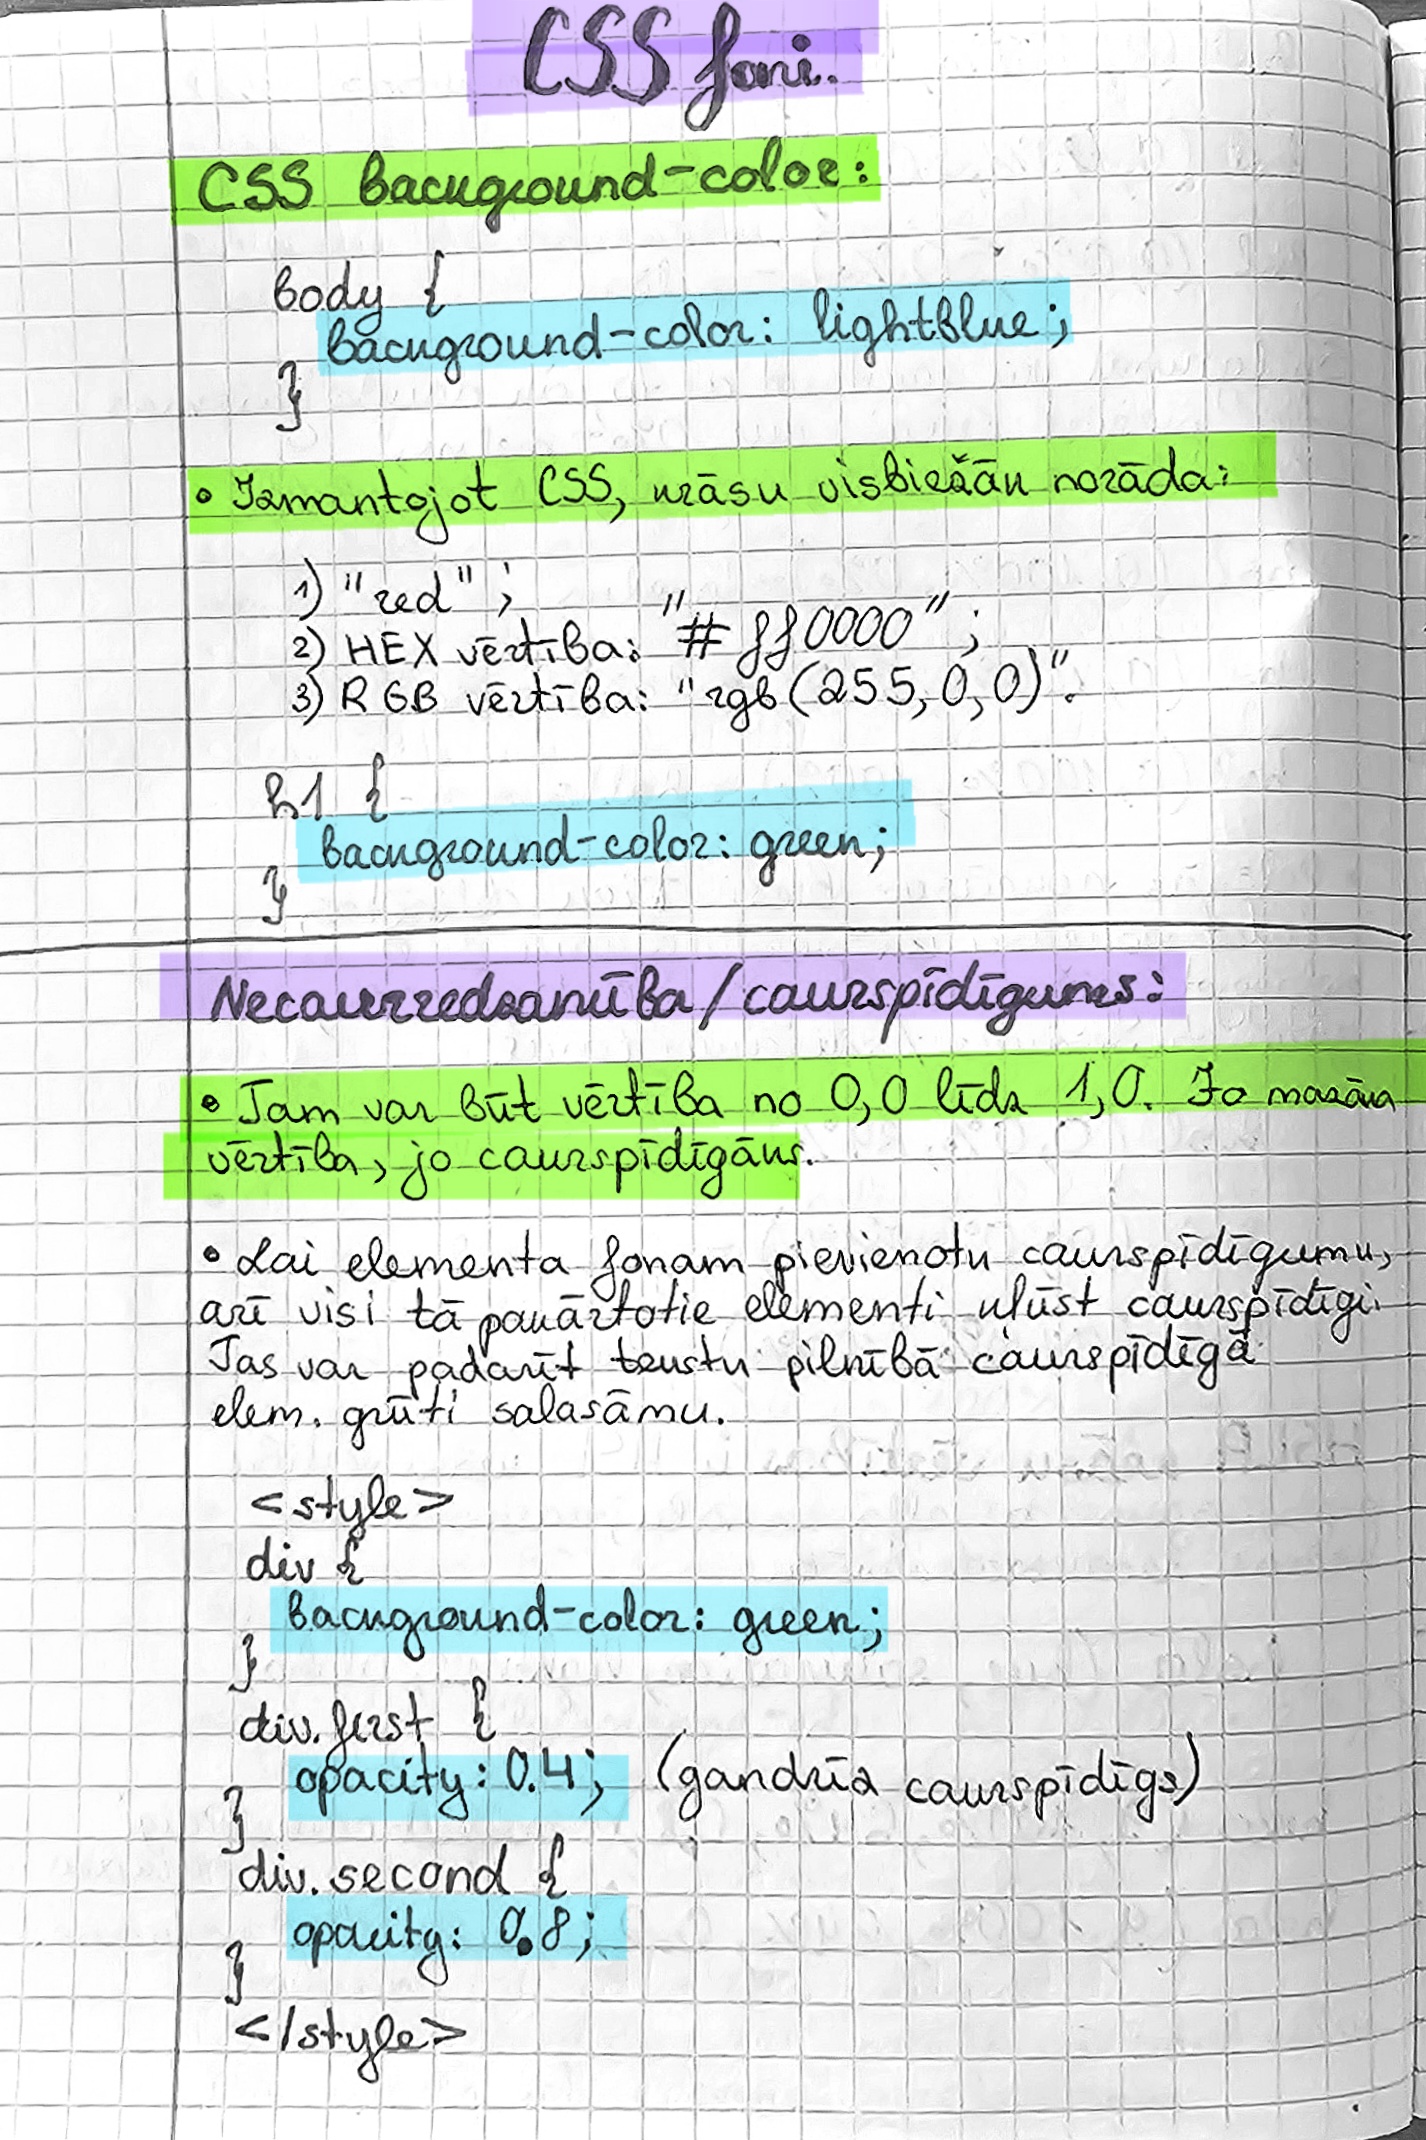 CSS foni.
CSS background-color:
body {
background-color: lightblue;
}
• Izmantojot CSS, krāsu visbiežāk norāda:
1) "red";
2) HEX vērtība: "#ff0000";
3) RGB vērtība: "rgb(255,0,0)".
h1 {
background-color: green;
}
Necaurredzamība/caurspīdīgums:
• Tam var būt vērtība no 0,0 līdz 1,0. Jo mazāka
vērtība, jo caurspīdīgāks.
• Lai elementa fonam pievienotu caurspīdīgumu,
arī visi tā pakārtotie elementi kļūst caurspīdīgi.
Tas var padarīt tekstu pilnībā caurspīdīgā
elem. grūti salasāmu.
<style>
div {
background-color: green;
}
div.first {
opacity: 0.4; (gandrīz caurspīdīgs)
}
div.second {
opacity: 0.8;
}
</style>